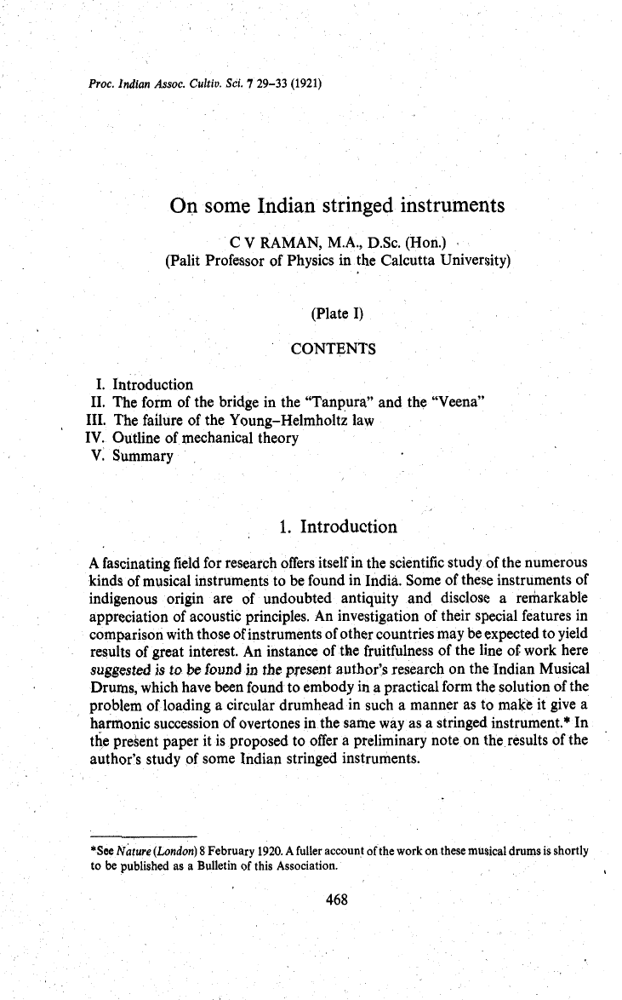 Proc. Indian Assoc. Cultiv. Sci. 7 29–33 (1921)
On some Indian stringed instruments
C V RAMAN, M.A., D.Sc. (Hon.)
(Palit Professor of Physics in the Calcutta University)
(Plate I)
CONTENTS
I. Introduction
II. The form of the bridge in the “Tanpura” and the “Veena”
III. The failure of the Young–Helmholtz law
IV. Outline of mechanical theory
V. Summary
1. Introduction
A fascinating field for research offers itself in the scientific study of the numerous
kinds of musical instruments to be found in India. Some of these instruments of
indigenous origin are of undoubted antiquity and disclose a remarkable
appreciation of acoustic principles. An investigation of their special features in
comparison with those of instruments of other countries may be expected to yield
results of great interest. An instance of the fruitfulness of the line of work here
suggested is to be found in the present author’s research on the Indian Musical
Drums, which have been found to embody in a practical form the solution of the
problem of loading a circular drumhead in such a manner as to make it give a
harmonic succession of overtones in the same way as a stringed instrument.* In
the present paper it is proposed to offer a preliminary note on the results of the
author’s study of some Indian stringed instruments.
*See Nature (London) 8 February 1920. A fuller account of the work on these musical drums is shortly
to be published as a Bulletin of this Association.
468